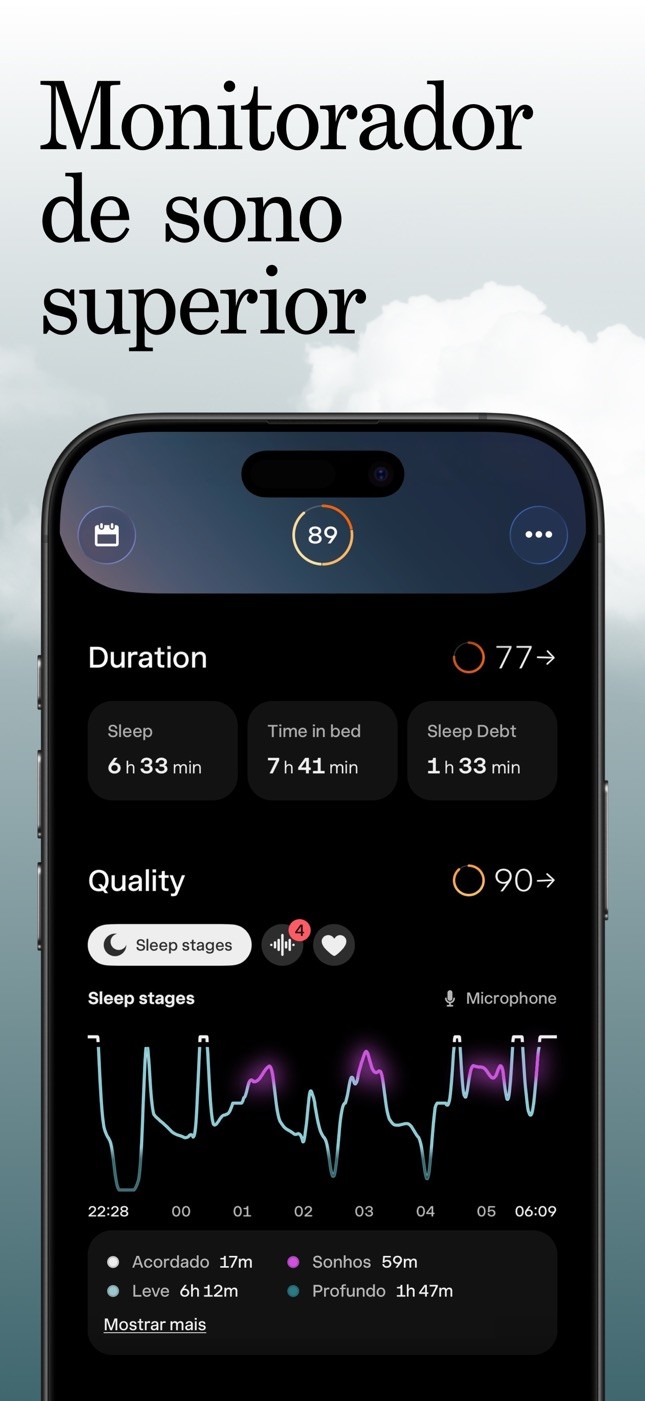 Monitorador
de sono
superior
89
Duration
77→
Sleep
6 h 33 min
Time in bed
7 h 41 min
Sleep Debt
1 h 33 min
Quality
90→
Sleep stages
4
Sleep stages
Microphone
22:28 00 01 02 03 04 05 06:09
Acordado 17m
Sonhos 59m
Leve 6h 12m
Profundo 1h 47m
Mostrar mais